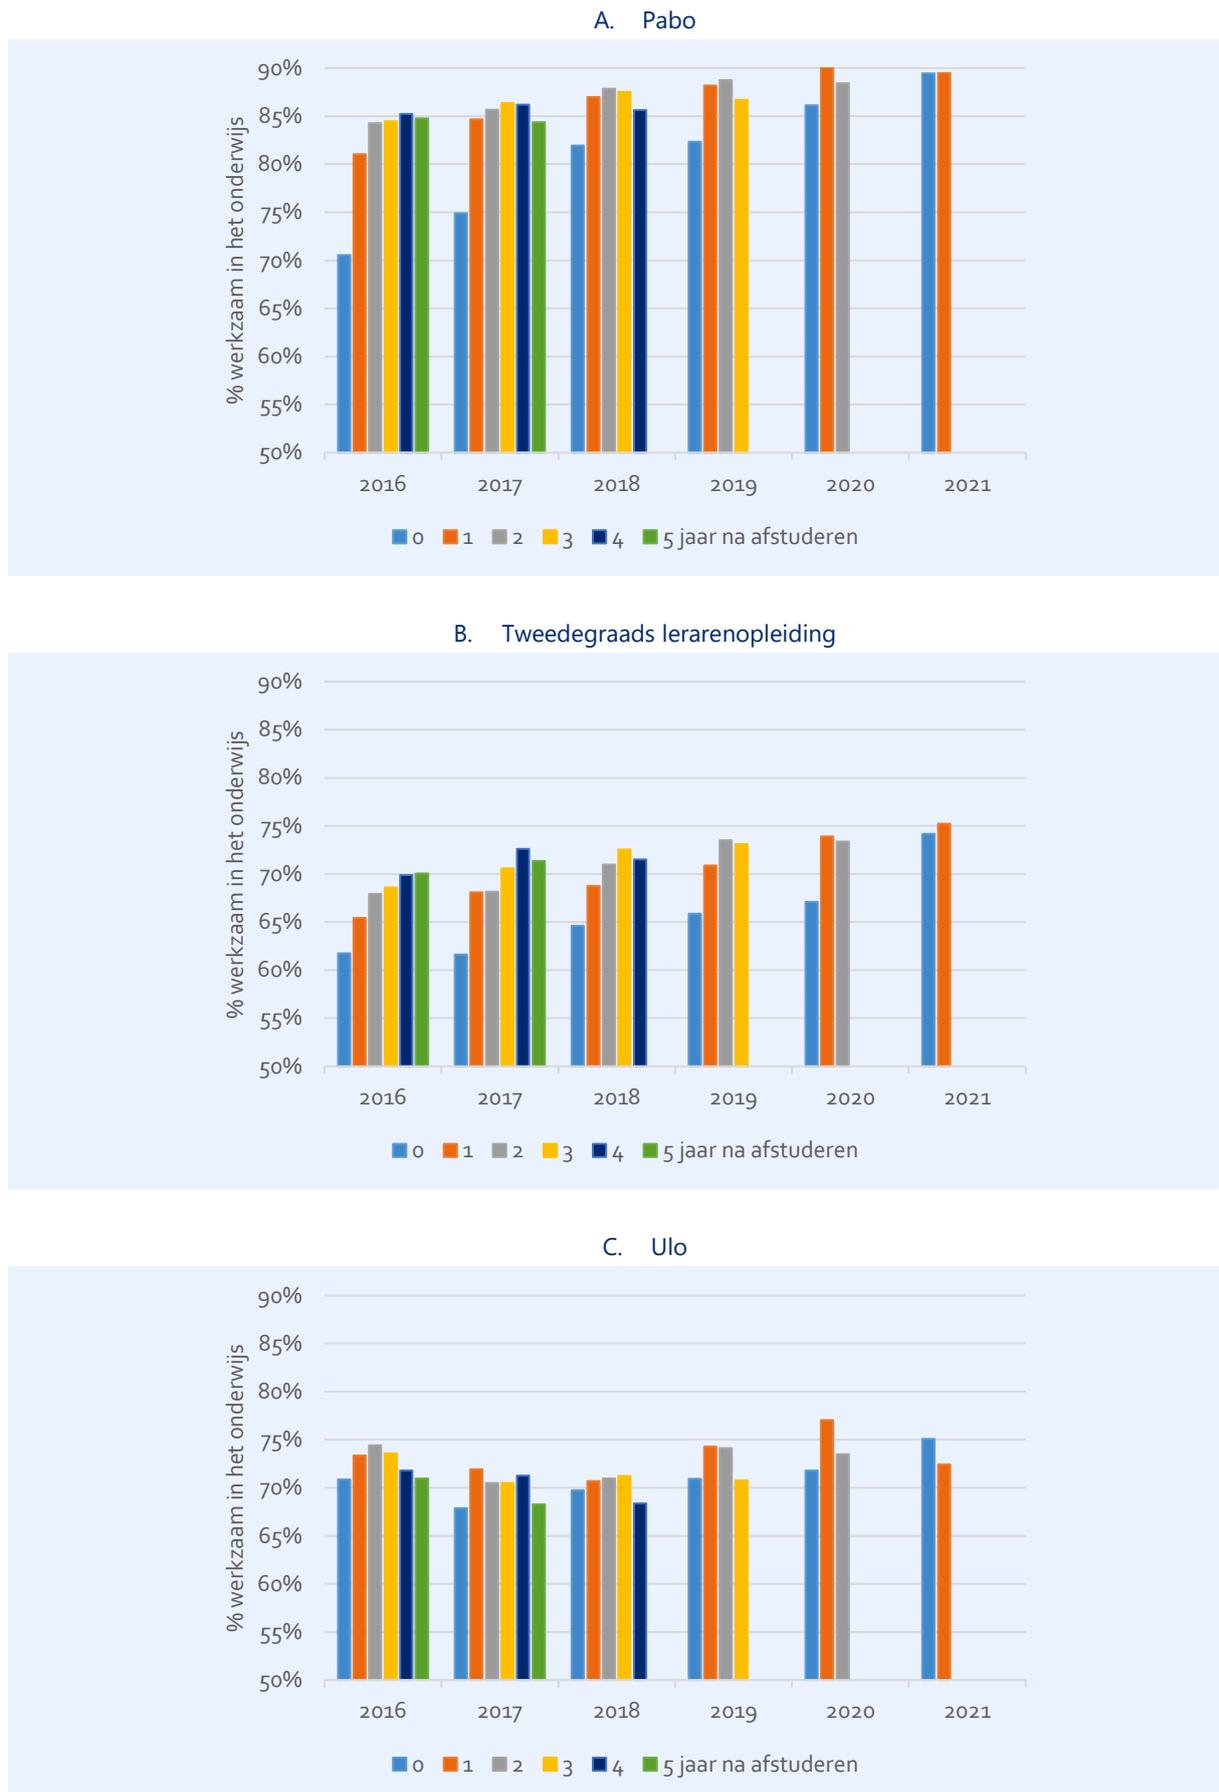 A. Pabo
% werkzaam in het onderwijs
90%
85%
80%
75%
70%
65%
60%
55%
50%
2016 2017 2018 2019 2020 2021
0 1 2 3 4 5 jaar na afstuderen
B. Tweedegraads lerarenopleiding
% werkzaam in het onderwijs
90%
85%
80%
75%
70%
65%
60%
55%
50%
2016 2017 2018 2019 2020 2021
0 1 2 3 4 5 jaar na afstuderen
C. Ulo
% werkzaam in het onderwijs
90%
85%
80%
75%
70%
65%
60%
55%
50%
2016 2017 2018 2019 2020 2021
0 1 2 3 4 5 jaar na afstuderen